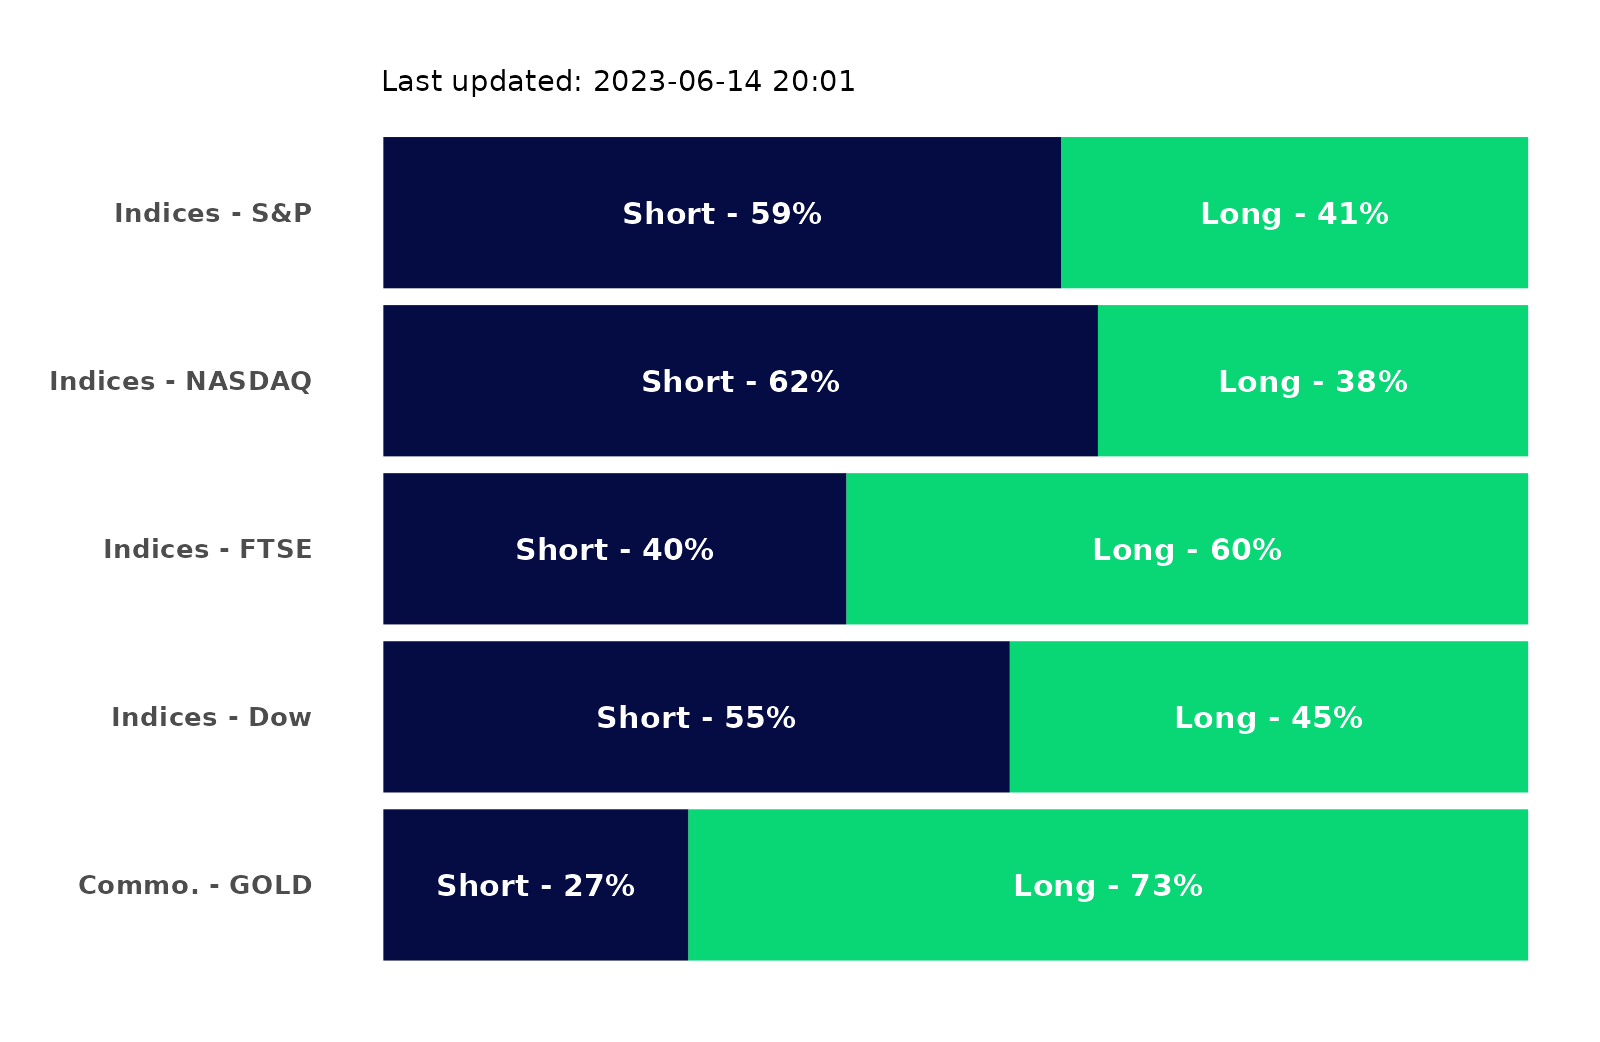 Last updated: 2023-06-14 20:01
Indices - S&P Short - 59% Long - 41%
Indices - NASDAQ Short - 62% Long - 38%
Indices - FTSE Short - 40% Long - 60%
Indices - Dow Short - 55% Long - 45%
Commo. - GOLD Short - 27% Long - 73%